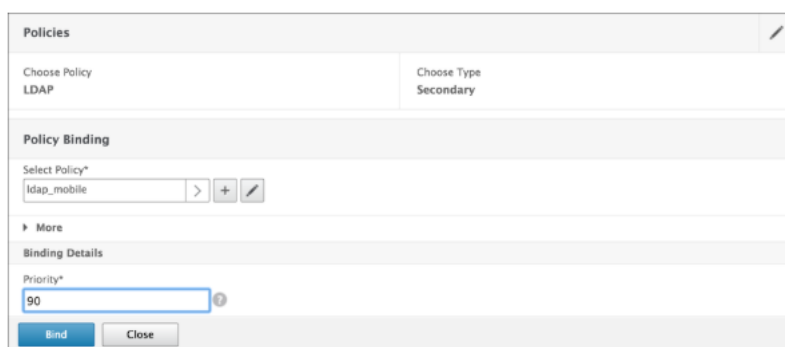 Policies
Choose Policy
LDAP
Choose Type
Secondary
Policy Binding
Select Policy*
ldap_mobile
More
Binding Details
Priority*
90
Bind
Close